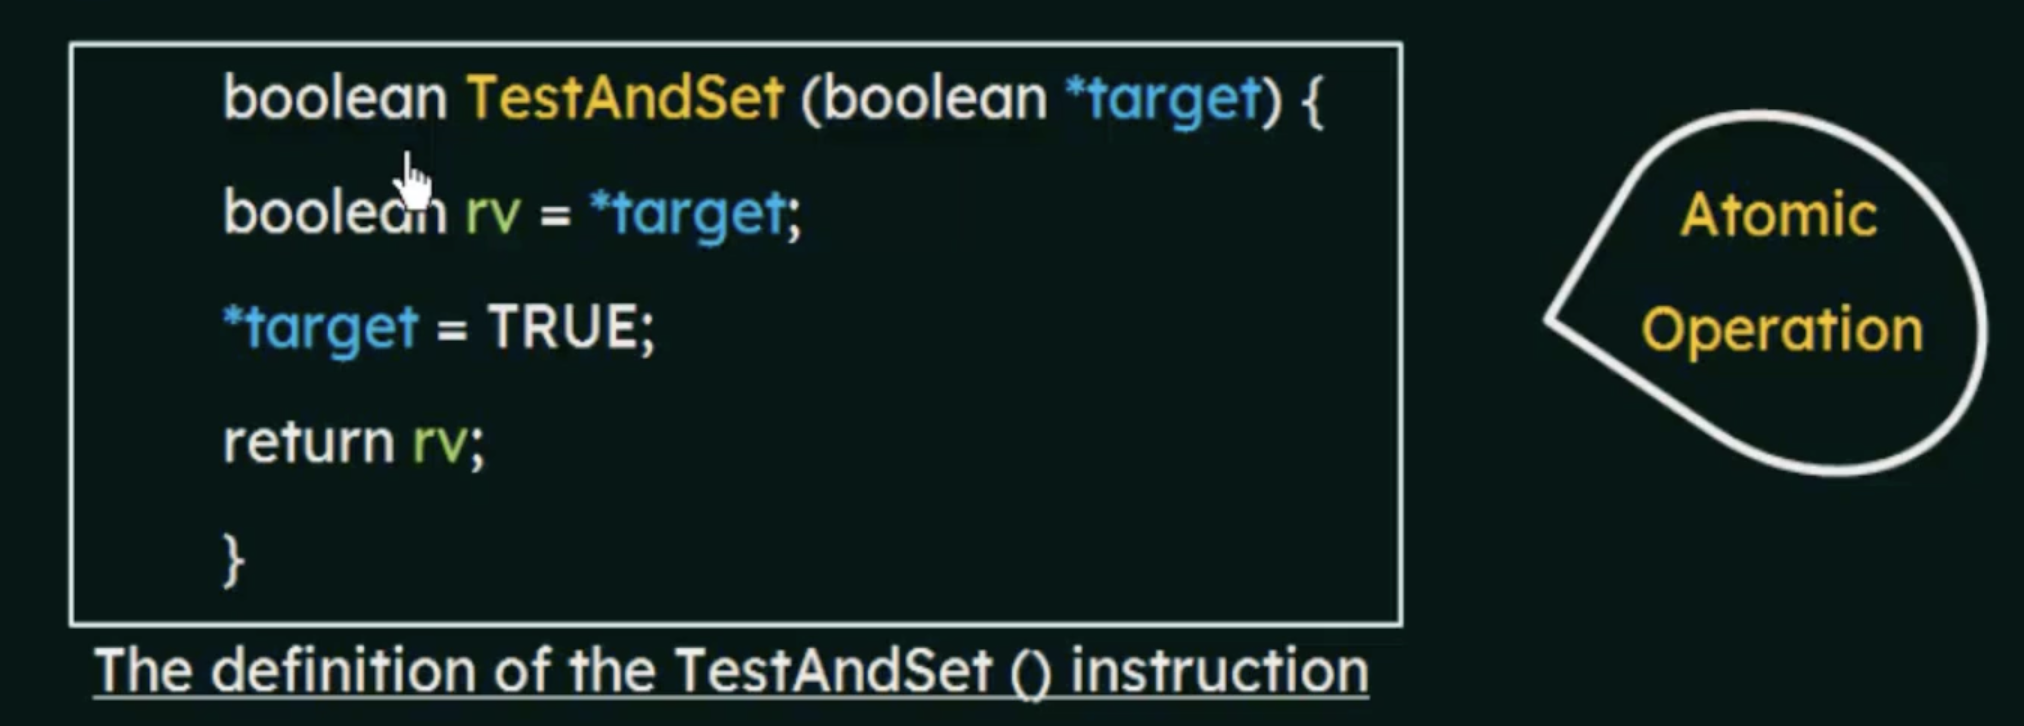 boolean TestAndSet (boolean *target) {
boolean rv = *target;
*target = TRUE;
return rv;
}
The definition of the TestAndSet () instruction
Atomic
Operation